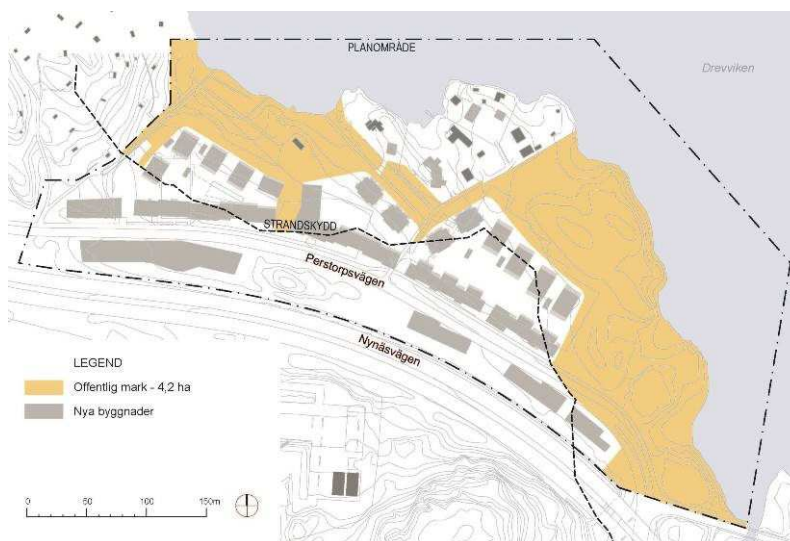 PLANOMRÅDE
Drevviken
STRANDSKYDD
Perstorpsvägen
Nynäsvägen
LEGEND
Offentlig mark - 4,2 ha
Nya byggnader
0 50 100 150m